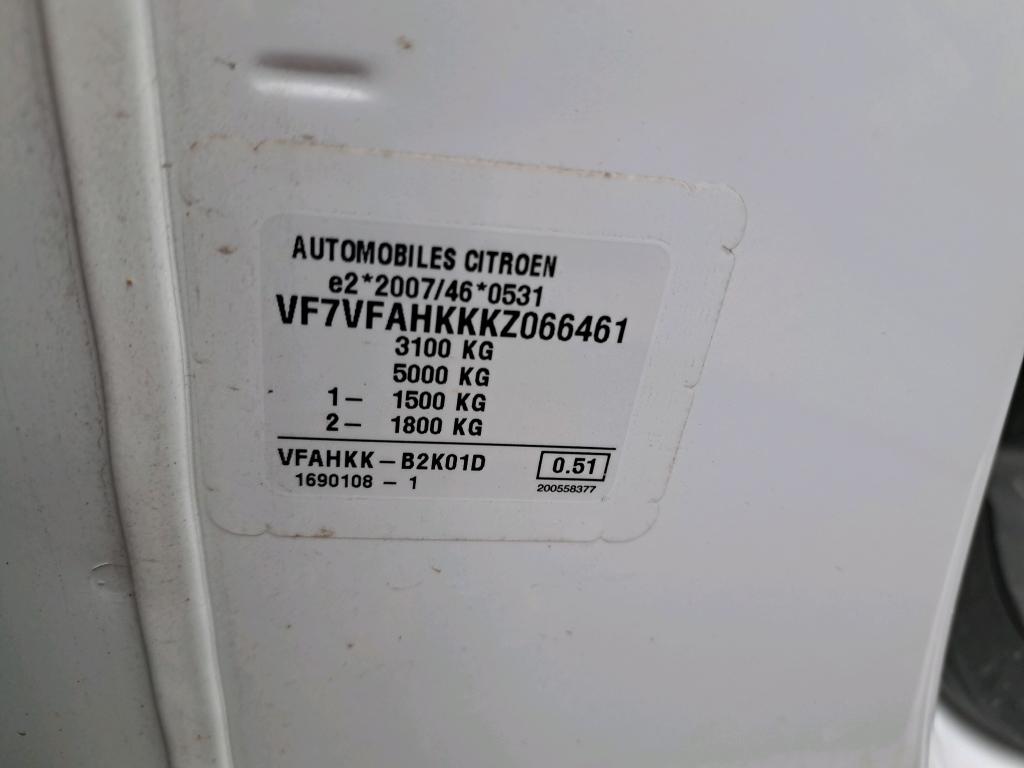 AUTOMOBILES CITROEN
e2*2007/46*0531
VF7VFAHKKKZ066461
3100 KG
5000 KG
1- 1500 KG
2- 1800 KG
VFAHKK-B2K01D 0.51
1690108 - 1 200558377